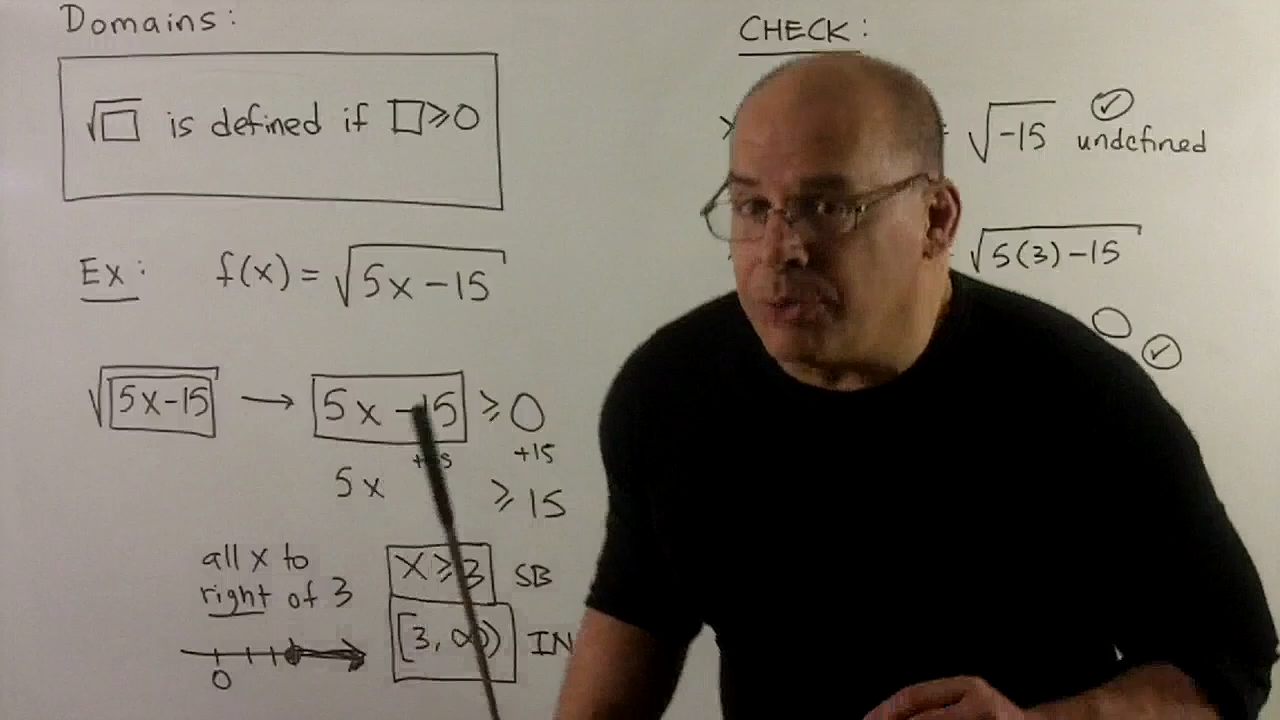 Domains:
√□ is defined if □ ≥ 0
Ex: f(x) = √5x - 15
√5x-15 → 5x - 15 ≥ 0
+15 +15
5x ≥ 15
all x to
right of 3
x ≥ 3 SB
[3, ∞) IN
0
CHECK:
√-15 ✓
undefined
√5(3) - 15
0 ✓